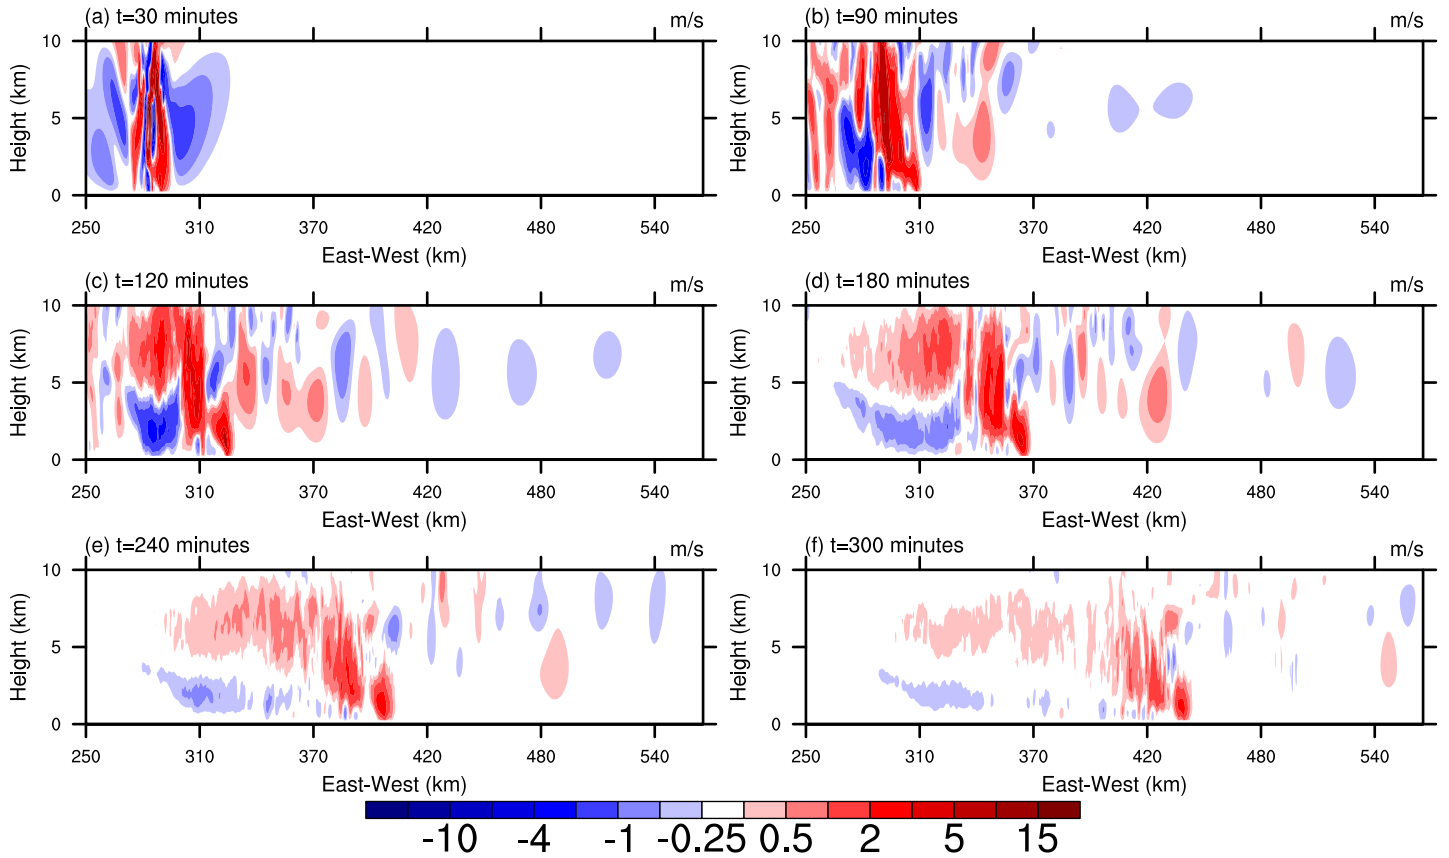 (a) t=30 minutes
m/s
(b) t=90 minutes
m/s
10
5
0
Height (km)
250 310 370 420 480 540
East-West (km)
10
5
0
Height (km)
250 310 370 420 480 540
East-West (km)
(c) t=120 minutes
m/s
(d) t=180 minutes
m/s
10
5
0
Height (km)
250 310 370 420 480 540
East-West (km)
10
5
0
Height (km)
250 310 370 420 480 540
East-West (km)
(e) t=240 minutes
m/s
(f) t=300 minutes
m/s
10
5
0
Height (km)
250 310 370 420 480 540
East-West (km)
10
5
0
Height (km)
250 310 370 420 480 540
East-West (km)
-10 -4 -1 -0.25 0.5 2 5 15